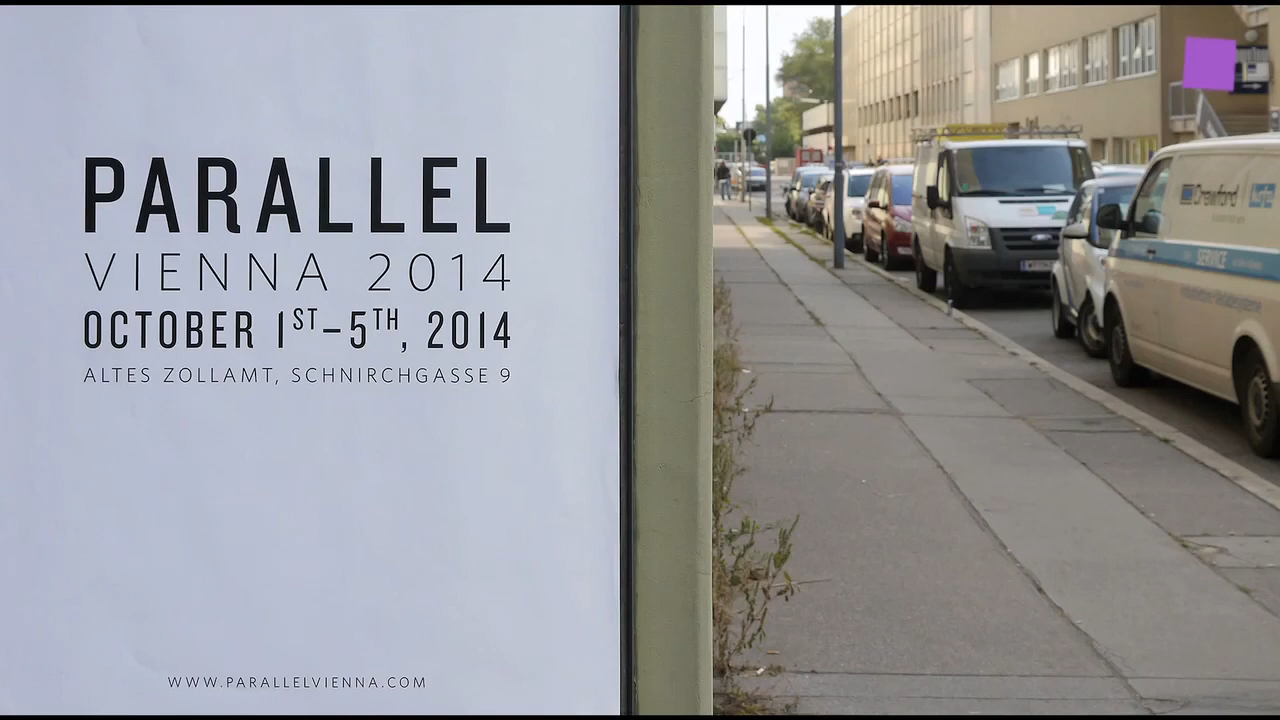 PARALLEL
VIENNA 2014
OCTOBER 1ST–5TH, 2014
ALTES ZOLLAMT, SCHNIRCHGASSE 9
WWW.PARALLELVIENNA.COM
Crawford
SERVICE